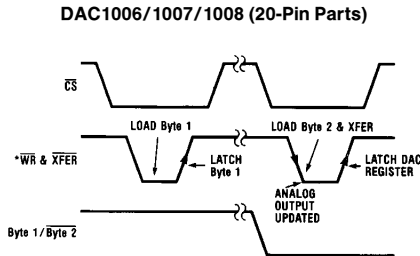 DAC1006/1007/1008 (20-Pin Parts)
CS
LOAD Byte 1
LOAD Byte 2 & XFER
*WR & XFER
LATCH
Byte 1
LATCH DAC
REGISTER
ANALOG
OUTPUT
UPDATED
Byte 1/Byte 2